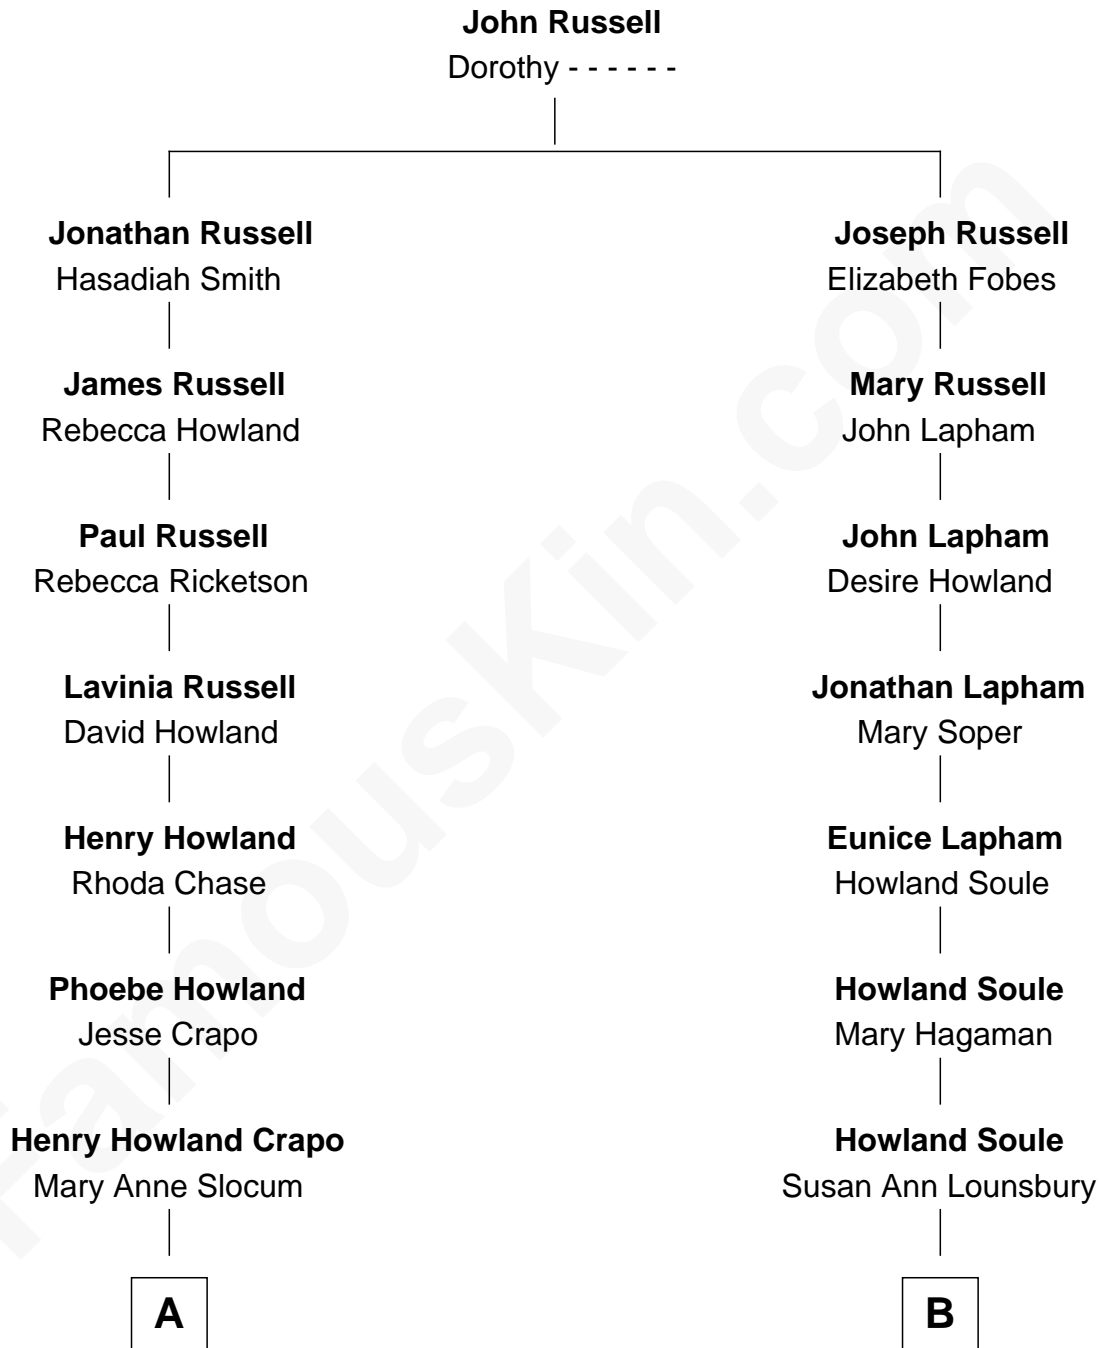 John Russell
Dorothy - - - - - -
Jonathan Russell
Hasadiah Smith
James Russell
Rebecca Howland
Paul Russell
Rebecca Ricketson
Lavinia Russell
David Howland
Henry Howland
Rhoda Chase
Phoebe Howland
Jesse Crapo
Henry Howland Crapo
Mary Anne Slocum
A
Joseph Russell
Elizabeth Fobes
Mary Russell
John Lapham
John Lapham
Desire Howland
Jonathan Lapham
Mary Soper
Eunice Lapham
Howland Soule
Howland Soule
Mary Hagaman
Howland Soule
Susan Ann Lounsbury
B
FamousKin.com